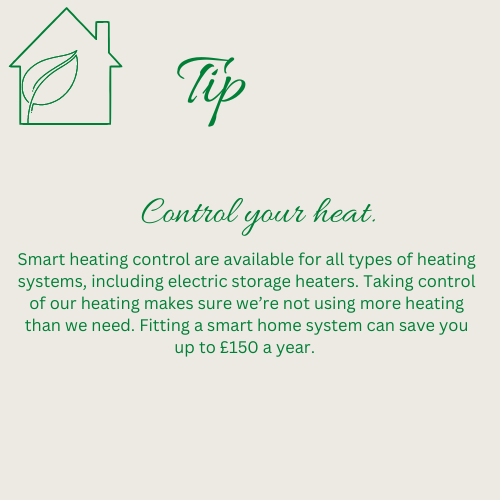 Tip
Control your heat.
Smart heating control are available for all types of heating
systems, including electric storage heaters. Taking control
of our heating makes sure we’re not using more heating
than we need. Fitting a smart home system can save you
up to £150 a year.